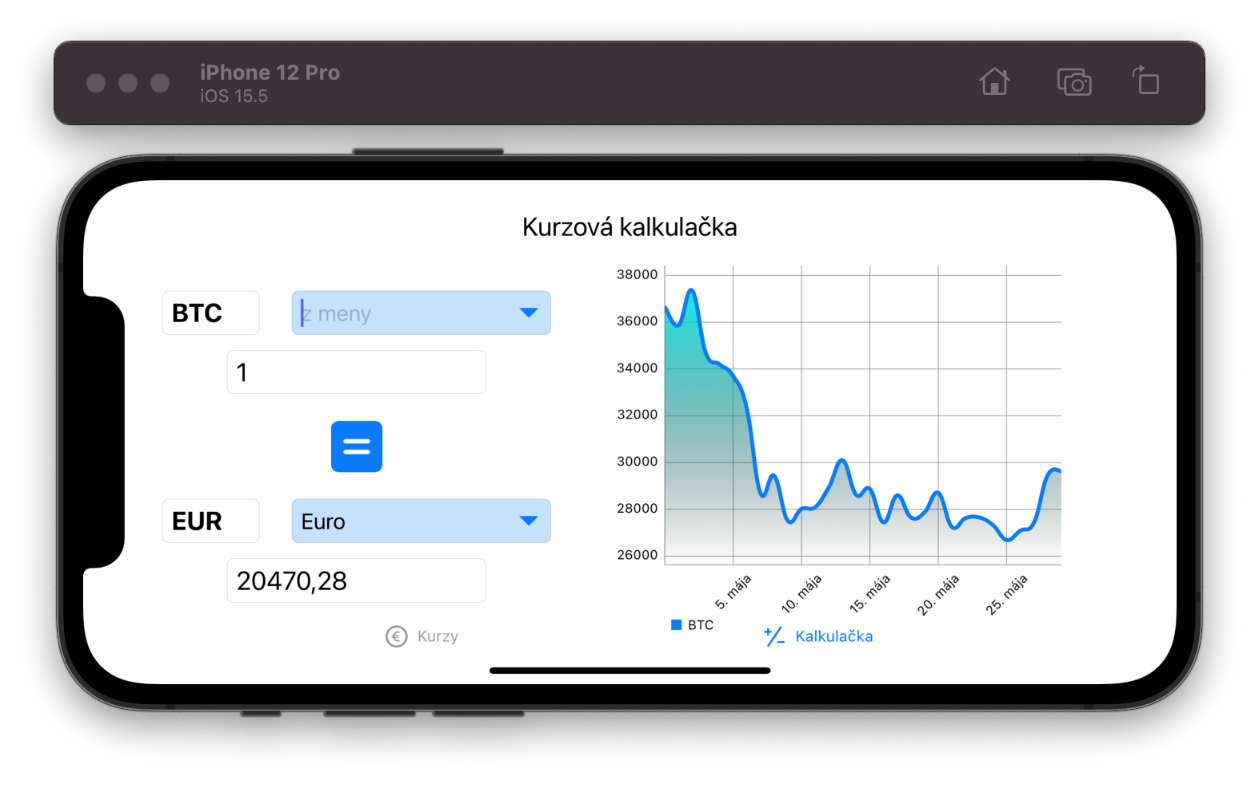 iPhone 12 Pro
iOS 15.5
Kurzová kalkulačka
BTC
z meny
1
=
EUR
Euro
20470,28
38000
36000
34000
32000
30000
28000
26000
5. mája
10. mája
15. mája
20. mája
25. mája
BTC
€ Kurzy
+/− Kalkulačka